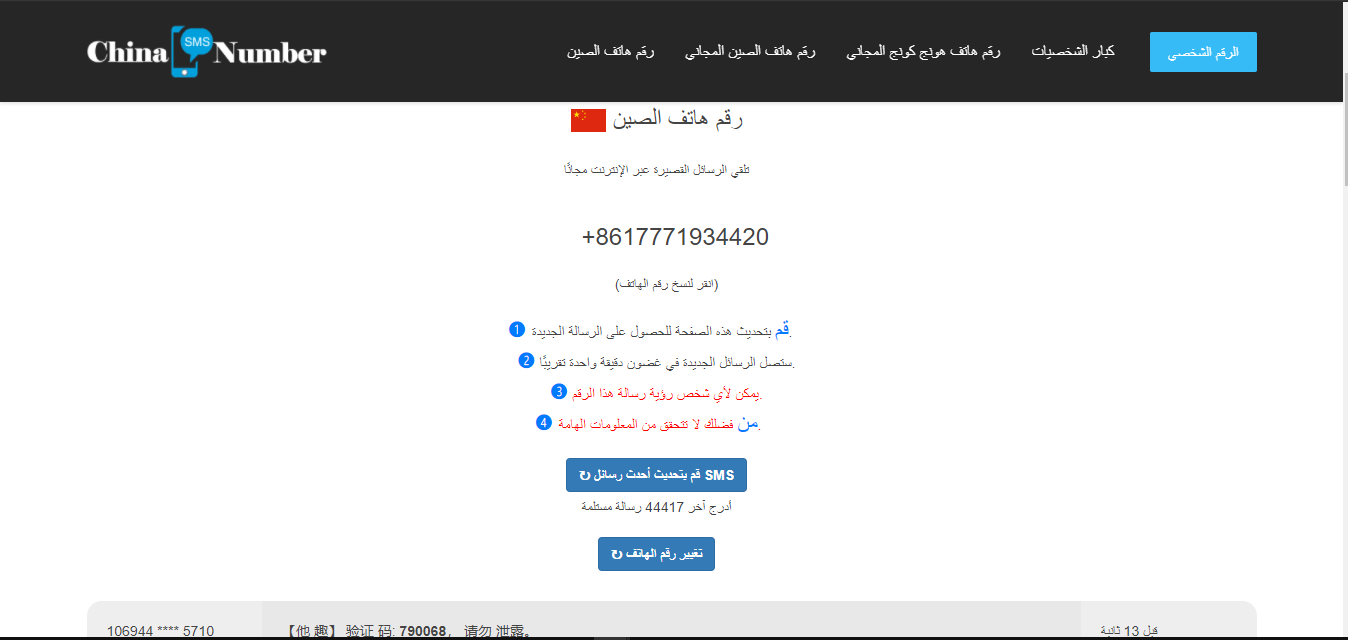 China SMS Number
رقم هاتف الصين رقم هاتف الصين المجاني رقم هاتف هونج كونج المجاني كبار الشخصيات الرقم الشخصي
رقم هاتف الصين
تلقي الرسائل القصيرة عبر الإنترنت مجانًا
+8617771934420
(انقر لنسخ رقم الهاتف)
1 قم بتحديث هذه الصفحة للحصول على الرسالة الجديدة.
2 ستصل الرسائل الجديدة في غضون دقيقة واحدة تقريبًا.
3 يمكن لأي شخص رؤية رسالة هذا الرقم.
4 من فضلك لا تتحقق من المعلومات الهامة.
↻ قم بتحديث أحدث رسائل SMS
أدرج آخر 44417 رسالة مستلمة
↻ تغيير رقم الهاتف
106944 **** 5710 【他 趣】 验证 码: 790068， 请勿 泄露。 قبل 13 ثانية